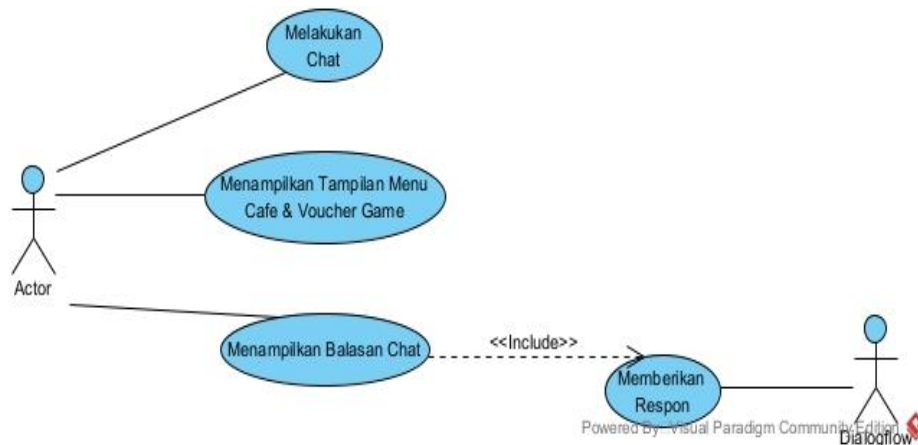 Melakukan
Chat
Menampilkan Tampilan Menu
Cafe & Voucher Game
Actor
Menampilkan Balasan Chat
<<Include>>
Memberikan
Respon
Powered By: Visual Paradigm Community Edition
Dialogflow